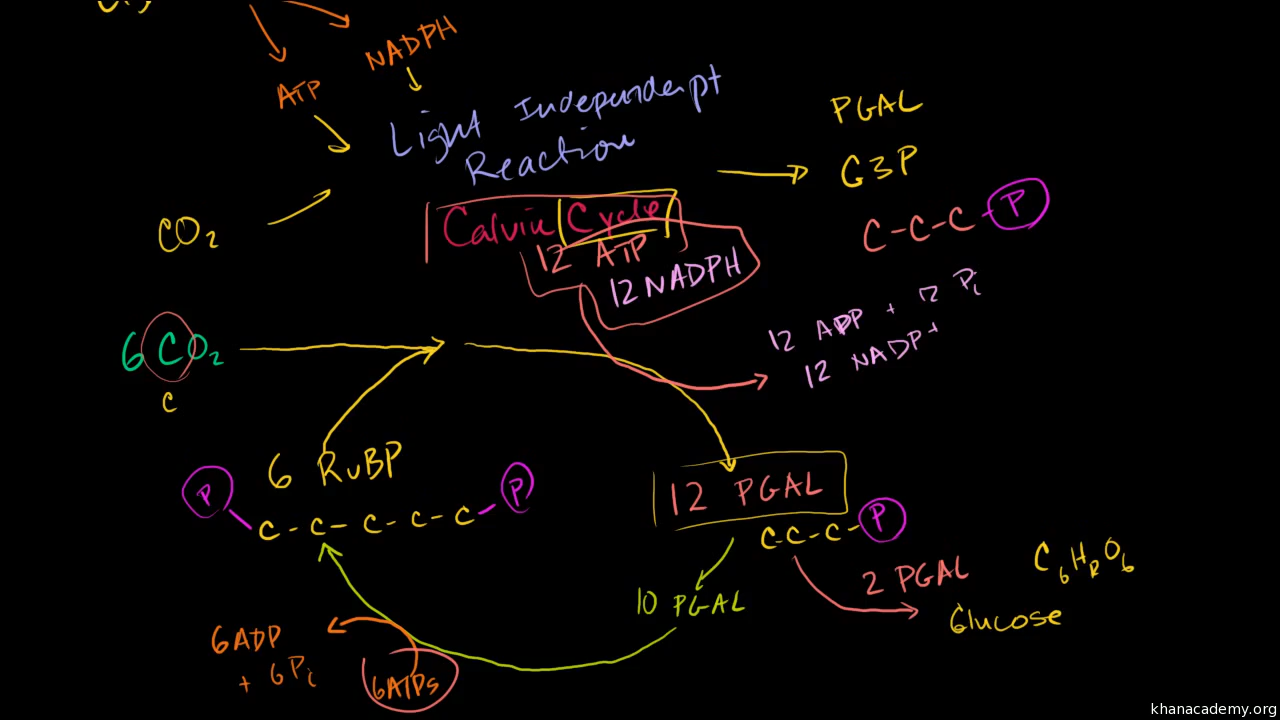 NADPH
ATP
Light Independent
Reaction
PGAL
G3P
C-C-C-P
CO₂
Calvin Cycle
12 ATP
12 NADPH
12 ADP + 12 Pi
12 NADP+
6 CO₂
C
6 RuBP
P C-C-C-C-C-P
12 PGAL
C-C-C-P
10 PGAL
2 PGAL
C₆H₁₂O₆
Glucose
6ADP
+ 6Pi
6ATPs
khanacademy.org